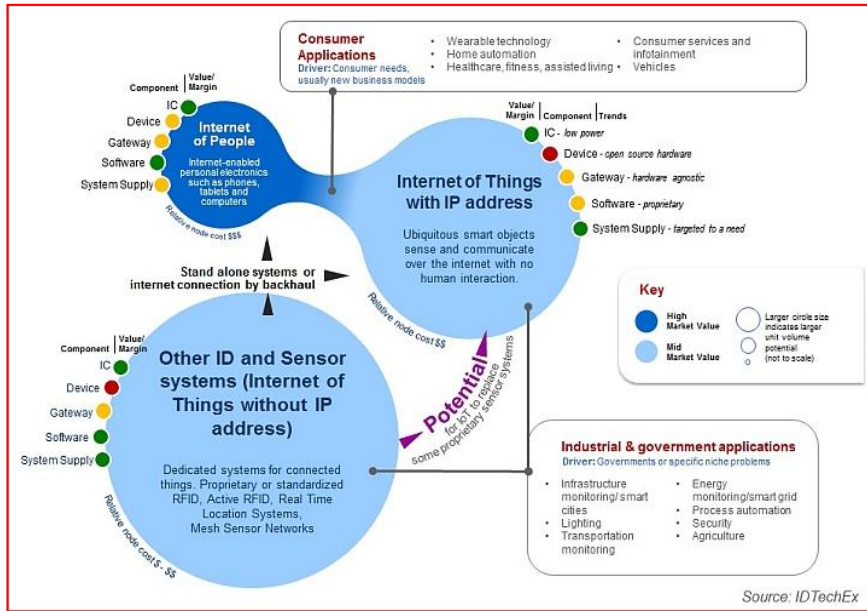 Consumer
Applications
Driver: Consumer needs,
usually new business models
• Wearable technology
• Home automation
• Healthcare, fitness, assisted living
• Consumer services and
infotainment
• Vehicles
Component
Value/
Margin
IC
Device
Gateway
Software
System Supply
Internet
of People
Internet-enabled
personal electronics
such as phones,
tablets and
computers
Relative node cost $$$
Value/
Margin
Component
Trends
IC - low power
Device - open source hardware
Gateway - hardware agnostic
Software - proprietary
System Supply - targeted to a need
Internet of Things
with IP address
Ubiquitous smart objects
sense and communicate
over the internet with no
human interaction.
Relative node cost $$
Stand alone systems or
internet connection by backhaul
Key
High
Market Value
Mid
Market Value
Larger circle size
indicates larger
unit volume
potential
(not to scale)
Component
Value/
Margin
IC
Device
Gateway
Software
System Supply
Other ID and Sensor
systems (Internet of
Things without IP
address)
Dedicated systems for connected
things. Proprietary or standardized
RFID, Active RFID, Real Time
Location Systems,
Mesh Sensor Networks
Relative node cost $ - $$
Potential
for IoT to replace
some proprietary sensor systems
Industrial & government applications
Driver: Governments or specific niche problems
• Infrastructure
monitoring/ smart
cities
• Lighting
• Transportation
monitoring
• Energy
monitoring/smart grid
• Process automation
• Security
• Agriculture
Source: IDTechEx